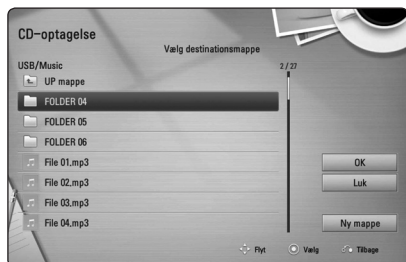 CD-optagelse
Vælg destinationsmappe
USB/Music
2 / 27
UP mappe
FOLDER 04
FOLDER 05
FOLDER 06
File 01.mp3
File 02.mp3
File 03.mp3
File 04.mp3
OK
Luk
Ny mappe
Flyt
Vælg
Tilbage